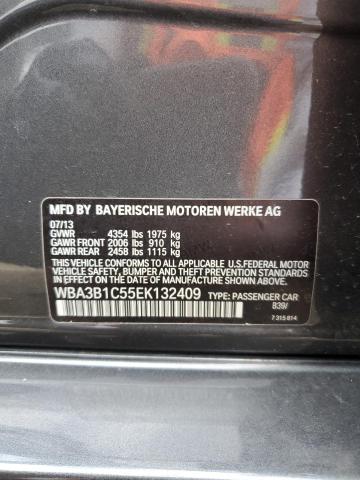 MFD BY BAYERISCHE MOTOREN WERKE AG
07/13
GVWR 4354 lbs 1975 kg
GAWR FRONT 2006 lbs 910 kg
GAWR REAR 2458 lbs 1115 kg
THIS VEHICLE CONFORMS TO ALL APPLICABLE U.S.FEDERAL MOTOR
VEHICLE SAFETY, BUMPER AND THEFT PREVENTION STANDARDS
IN EFFECT ON THE DATE OF MANUFACTURE SHOWN ABOVE.
WBA3B1C55EK132409 TYPE: PASSENGER CAR
839/
7 315 814